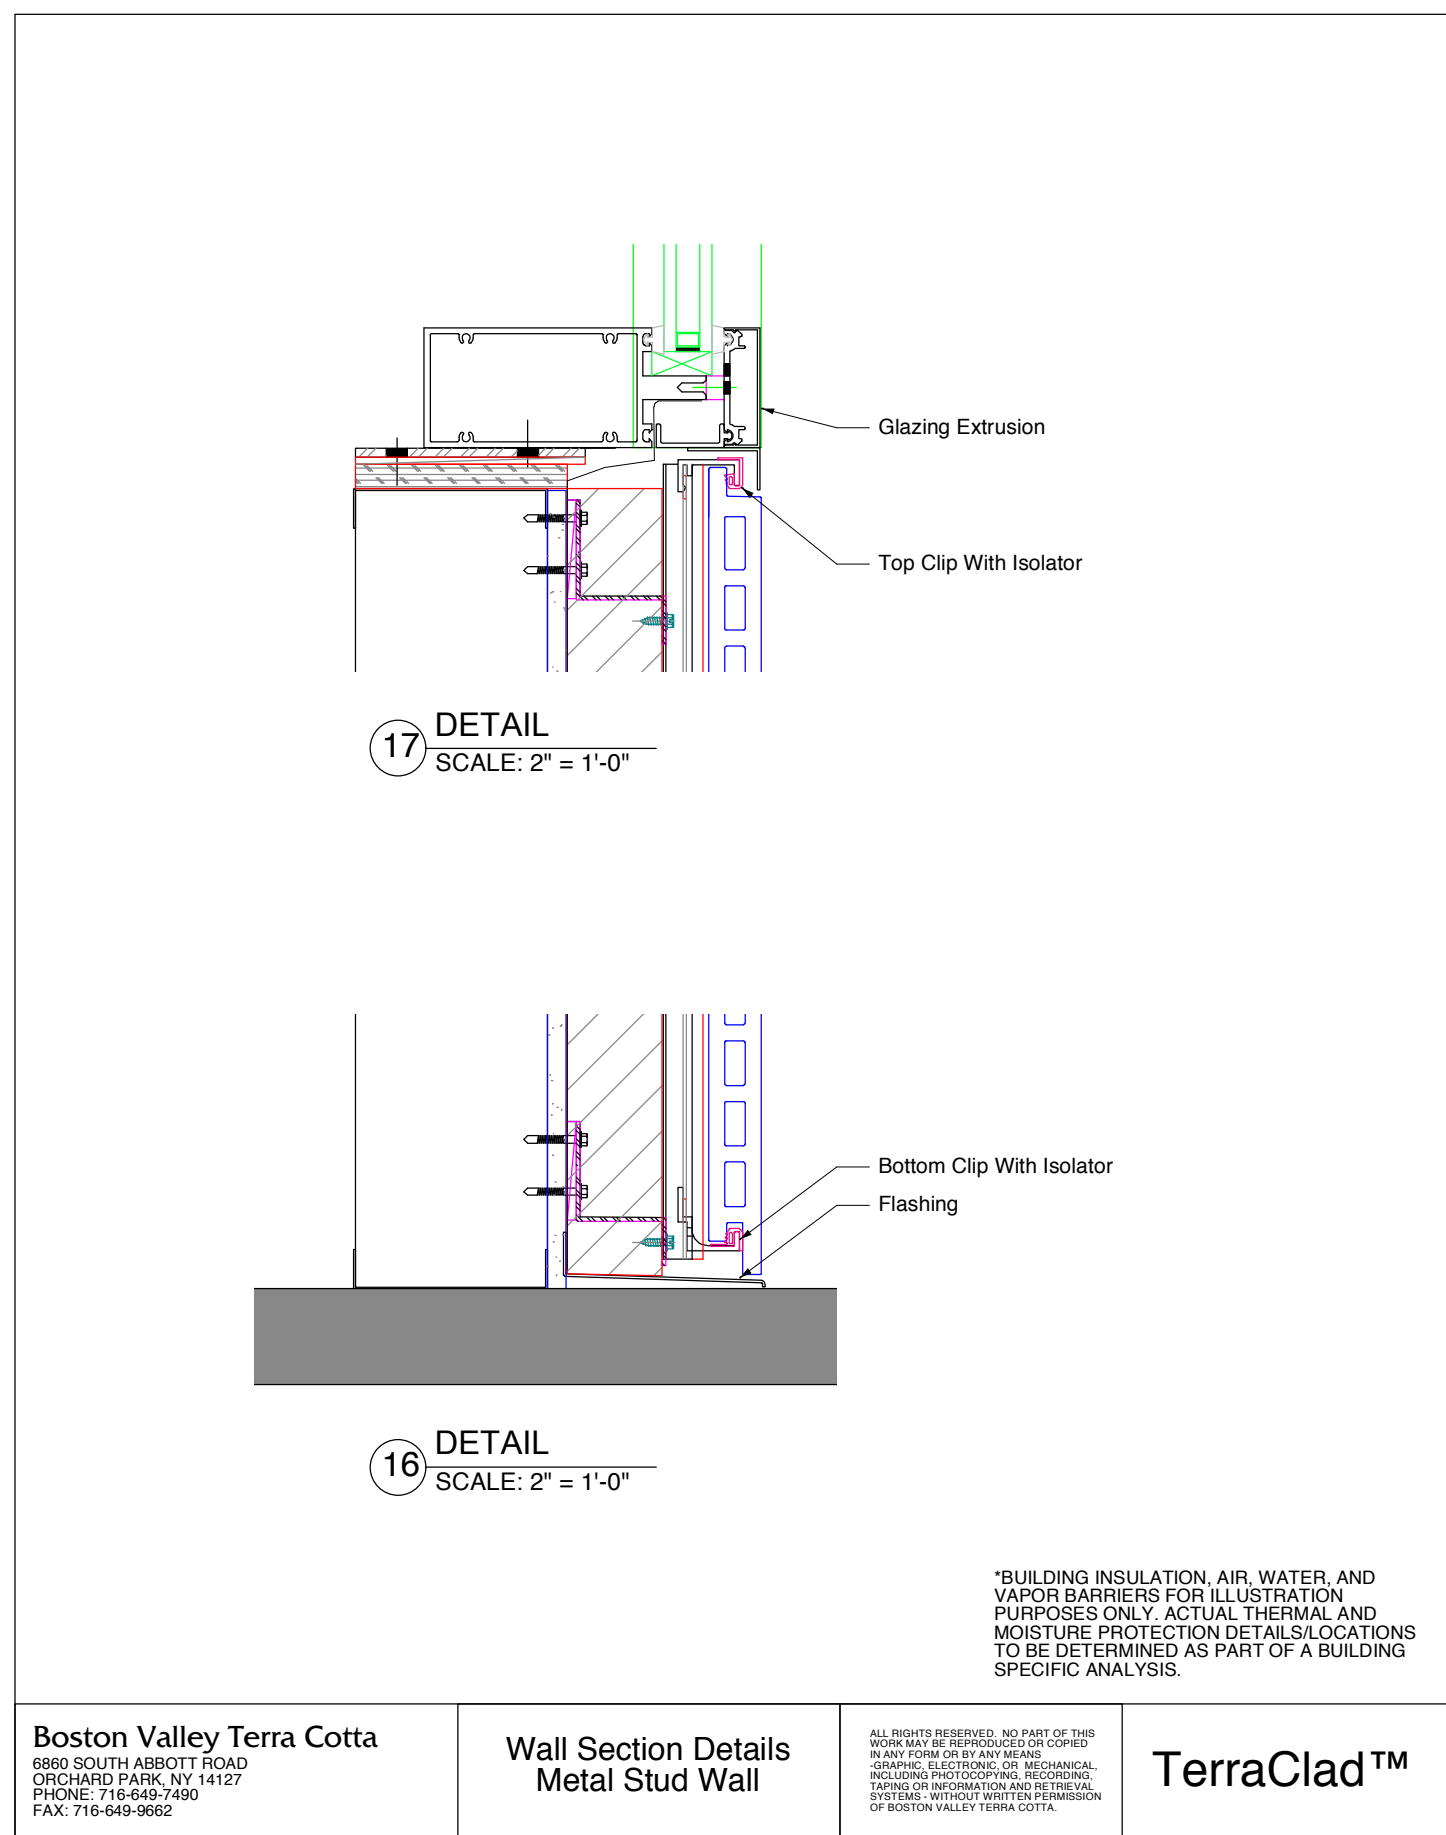 Glazing Extrusion
Top Clip With Isolator
17
DETAIL
SCALE: 2" = 1'-0"
Bottom Clip With Isolator
Flashing
16
DETAIL
SCALE: 2" = 1'-0"
*BUILDING INSULATION, AIR, WATER, AND
VAPOR BARRIERS FOR ILLUSTRATION
PURPOSES ONLY. ACTUAL THERMAL AND
MOISTURE PROTECTION DETAILS/LOCATIONS
TO BE DETERMINED AS PART OF A BUILDING
SPECIFIC ANALYSIS.
Boston Valley Terra Cotta
6860 SOUTH ABBOTT ROAD
ORCHARD PARK, NY 14127
PHONE: 716-649-7490
FAX: 716-649-9662
Wall Section Details
Metal Stud Wall
ALL RIGHTS RESERVED. NO PART OF THIS
WORK MAY BE REPRODUCED OR COPIED
IN ANY FORM OR BY ANY MEANS
-GRAPHIC, ELECTRONIC, OR MECHANICAL,
INCLUDING PHOTOCOPYING, RECORDING,
TAPING OR INFORMATION AND RETRIEVAL
SYSTEMS - WITHOUT WRITTEN PERMISSION
OF BOSTON VALLEY TERRA COTTA.
TerraClad™